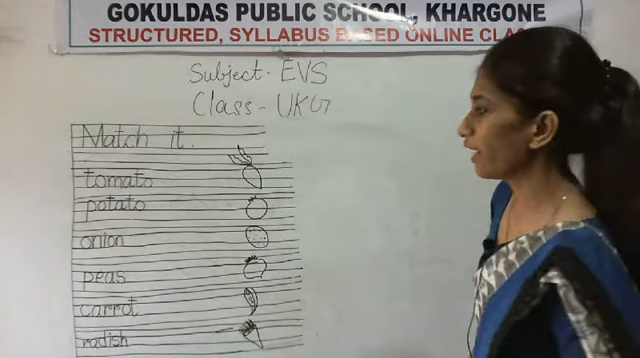 GOKULDAS PUBLIC SCHOOL, KHARGONE
STRUCTURED, SYLLABUS BASED ONLINE
Subject - EVS
Class - UKG
Match it.
tomato
potato
onion
peas
carrot
radish